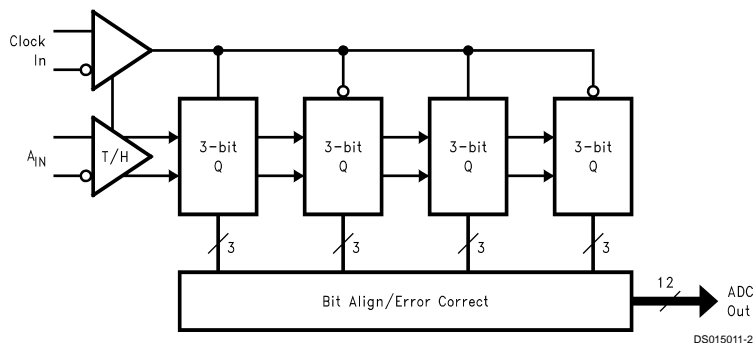 Clock
In
A_IN
T/H
3-bit
Q
3-bit
Q
3-bit
Q
3-bit
Q
3
3
3
3
Bit Align/Error Correct
12
ADC
Out
DS015011-2